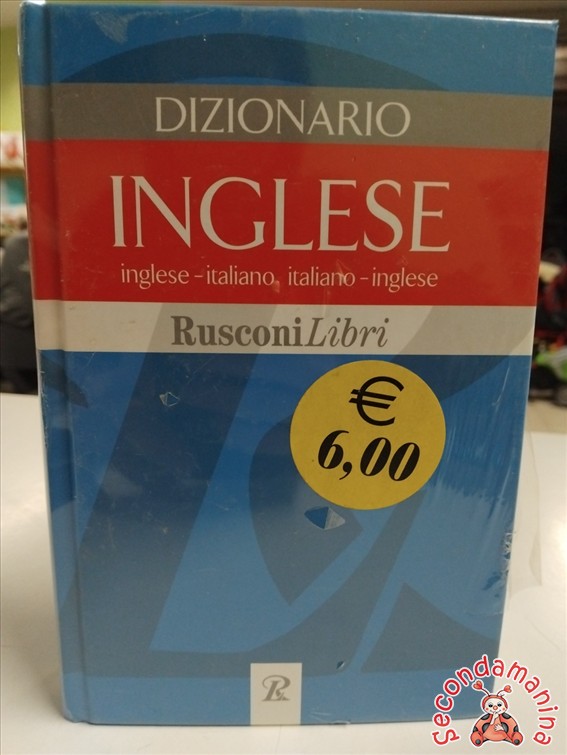 DIZIONARIO
INGLESE
inglese-italiano italiano-inglese
RusconiLibri
€
6,00
R
Secondamanina